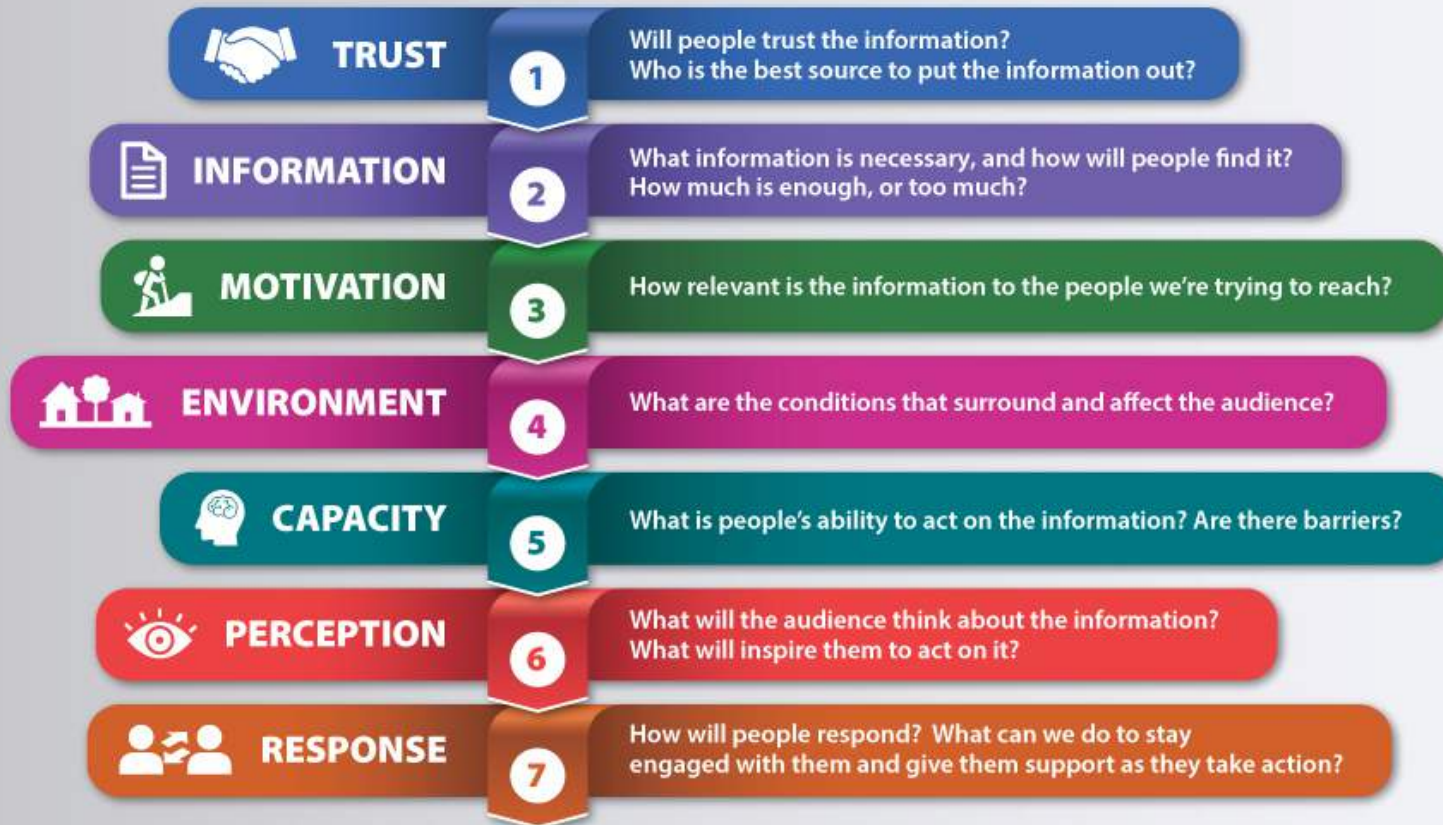 TRUST
1
Will people trust the information?
Who is the best source to put the information out?
INFORMATION
2
What information is necessary, and how will people find it?
How much is enough, or too much?
MOTIVATION
3
How relevant is the information to the people we're trying to reach?
ENVIRONMENT
4
What are the conditions that surround and affect the audience?
CAPACITY
5
What is people's ability to act on the information? Are there barriers?
PERCEPTION
6
What will the audience think about the information?
What will inspire them to act on it?
RESPONSE
7
How will people respond? What can we do to stay
engaged with them and give them support as they take action?